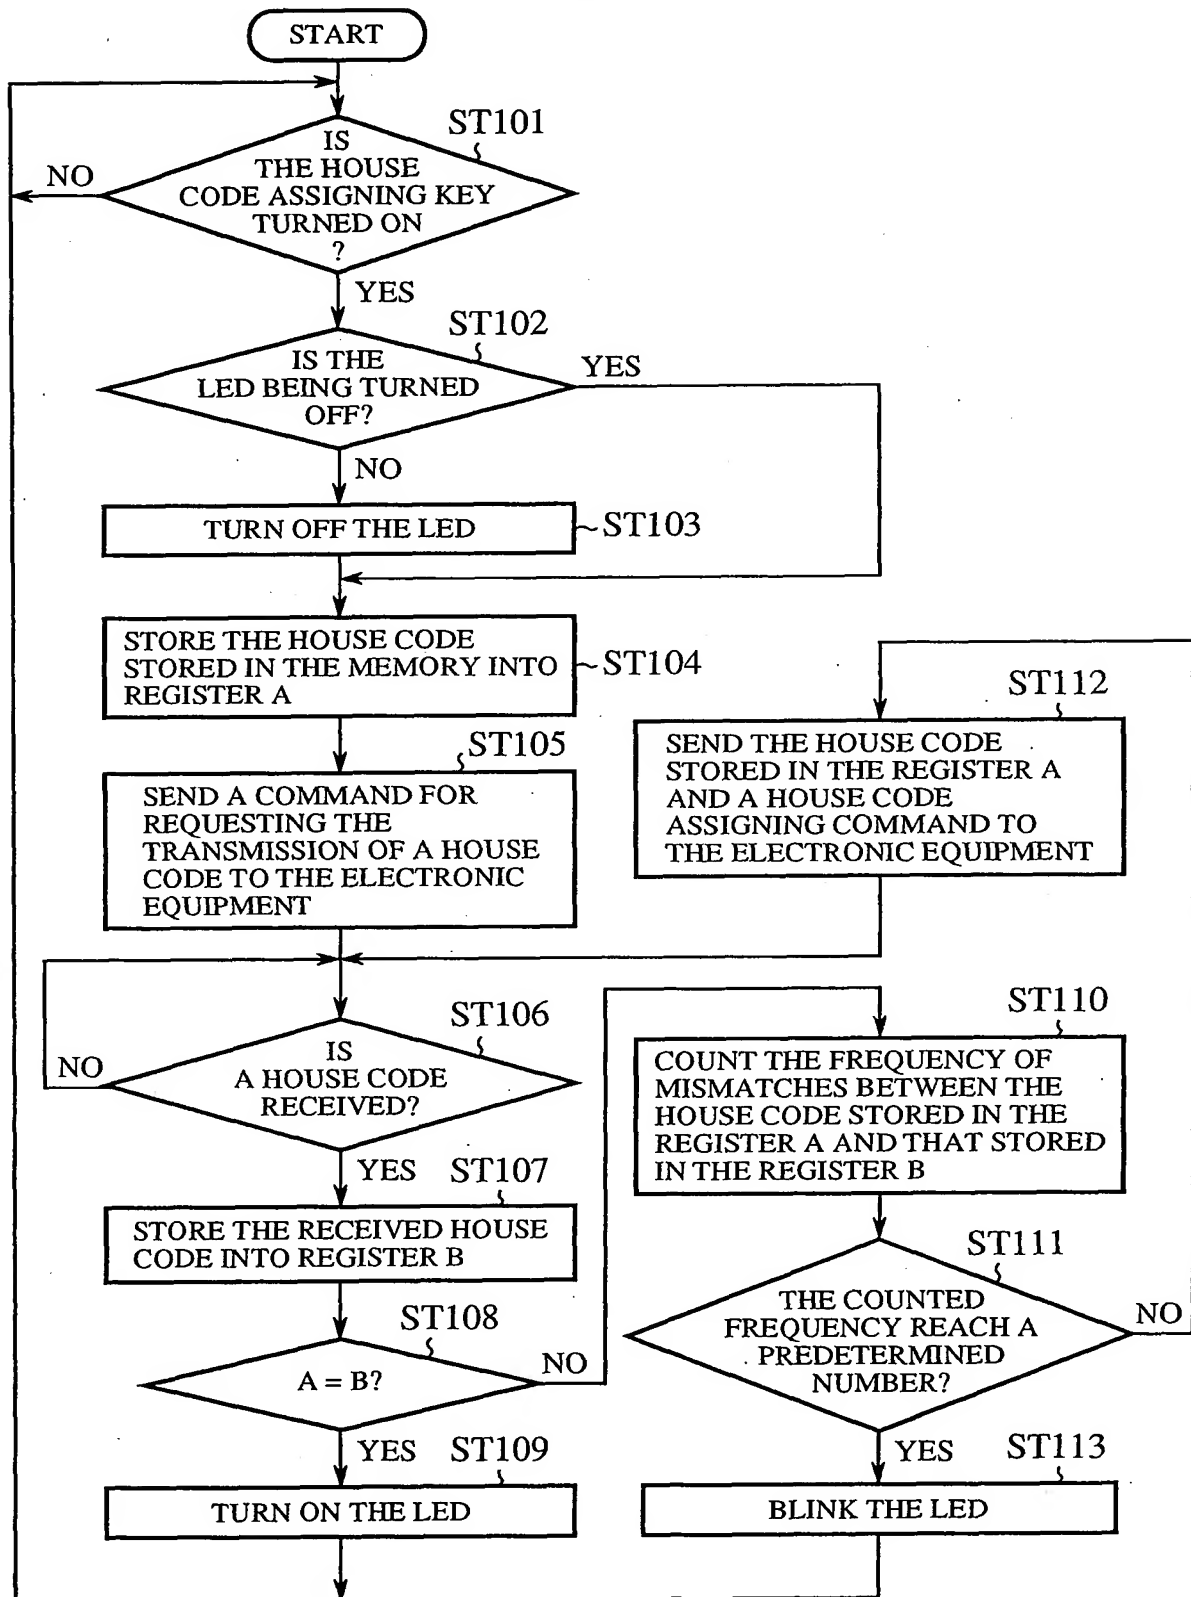 START
ST101
IS
THE HOUSE
CODE ASSIGNING KEY
TURNED ON
?
NO
YES
ST102
IS THE
LED BEING TURNED
OFF?
YES
NO
TURN OFF THE LED
ST103
STORE THE HOUSE CODE
STORED IN THE MEMORY INTO
REGISTER A
ST104
ST105
SEND A COMMAND FOR
REQUESTING THE
TRANSMISSION OF A HOUSE
CODE TO THE ELECTRONIC
EQUIPMENT
ST112
SEND THE HOUSE CODE
STORED IN THE REGISTER A
AND A HOUSE CODE
ASSIGNING COMMAND TO
THE ELECTRONIC EQUIPMENT
ST106
IS
A HOUSE CODE
RECEIVED?
NO
YES
ST107
STORE THE RECEIVED HOUSE
CODE INTO REGISTER B
ST108
A = B?
NO
YES
ST109
TURN ON THE LED
ST110
COUNT THE FREQUENCY OF
MISMATCHES BETWEEN THE
HOUSE CODE STORED IN THE
REGISTER A AND THAT STORED
IN THE REGISTER B
ST111
THE COUNTED
FREQUENCY REACH A
PREDETERMINED
NUMBER?
NO
YES
ST113
BLINK THE LED